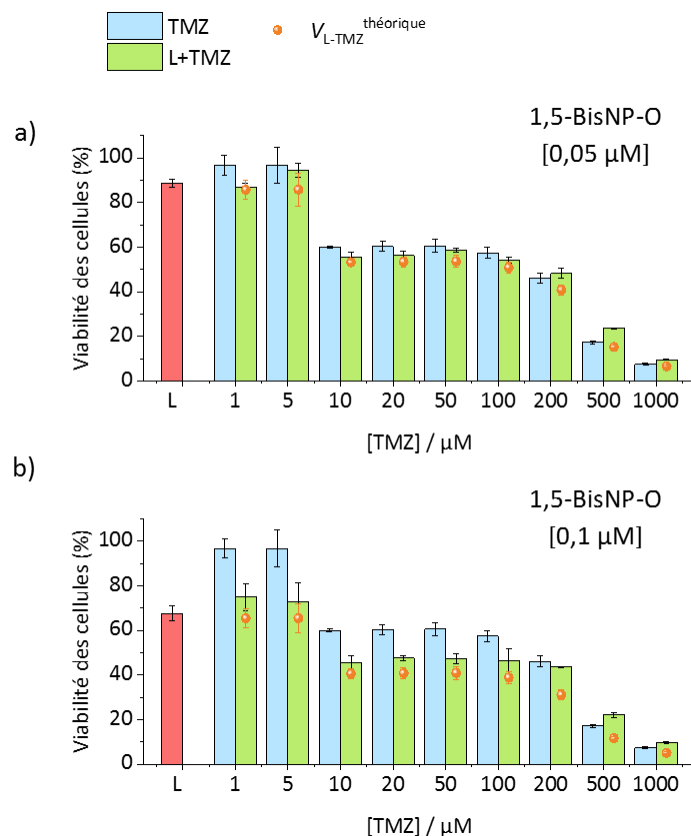 TMZ
L+TMZ
V L-TMZ théorique
a)
1,5-BisNP-O
[0,05 µM]
Viabilité des cellules (%)
100
80
60
40
20
0
L 1 5 10 20 50 100 200 500 1000
[TMZ] / µM
b)
1,5-BisNP-O
[0,1 µM]
Viabilité des cellules (%)
100
80
60
40
20
0
L 1 5 10 20 50 100 200 500 1000
[TMZ] / µM